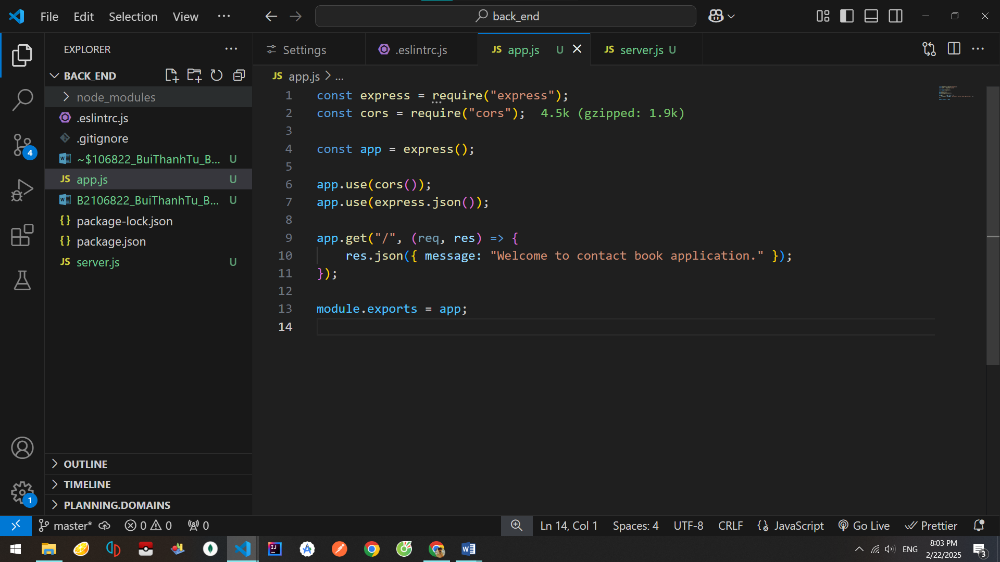 File Edit Selection View ··· back_end
EXPLORER ···
BACK_END
node_modules
.eslintrc.js
.gitignore
~$106822_BuiThanhTu_B... U
JS app.js U
B2106822_BuiThanhTu_B... U
{} package-lock.json
{} package.json
JS server.js U
OUTLINE
TIMELINE
PLANNING.DOMAINS
4
1
Settings .eslintrc.js JS app.js U JS server.js U
JS app.js > ...
1 const express = require("express");
2 const cors = require("cors"); 4.5k (gzipped: 1.9k)
3
4 const app = express();
5
6 app.use(cors());
7 app.use(express.json());
8
9 app.get("/", (req, res) => {
10 res.json({ message: "Welcome to contact book application." });
11 });
12
13 module.exports = app;
14
master* 0 0 0 Ln 14, Col 1 Spaces: 4 UTF-8 CRLF {} JavaScript Go Live Prettier
ENG 8:03 PM
2/22/2025 3